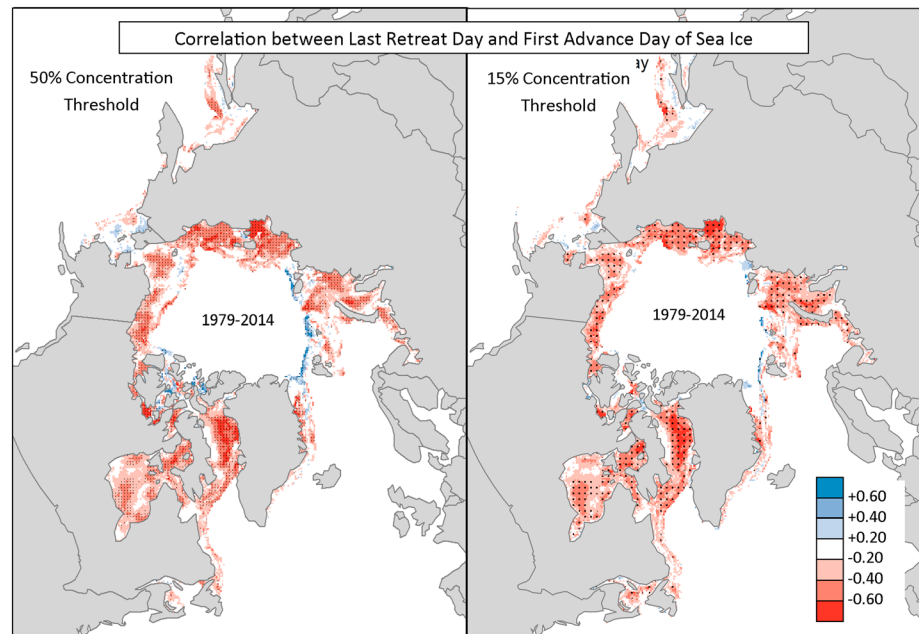 Correlation between Last Retreat Day and First Advance Day of Sea Ice
50% Concentration
Threshold
ay
15% Concentration
Threshold
1979-2014
1979-2014
+0.60
+0.40
+0.20
-0.20
-0.40
-0.60